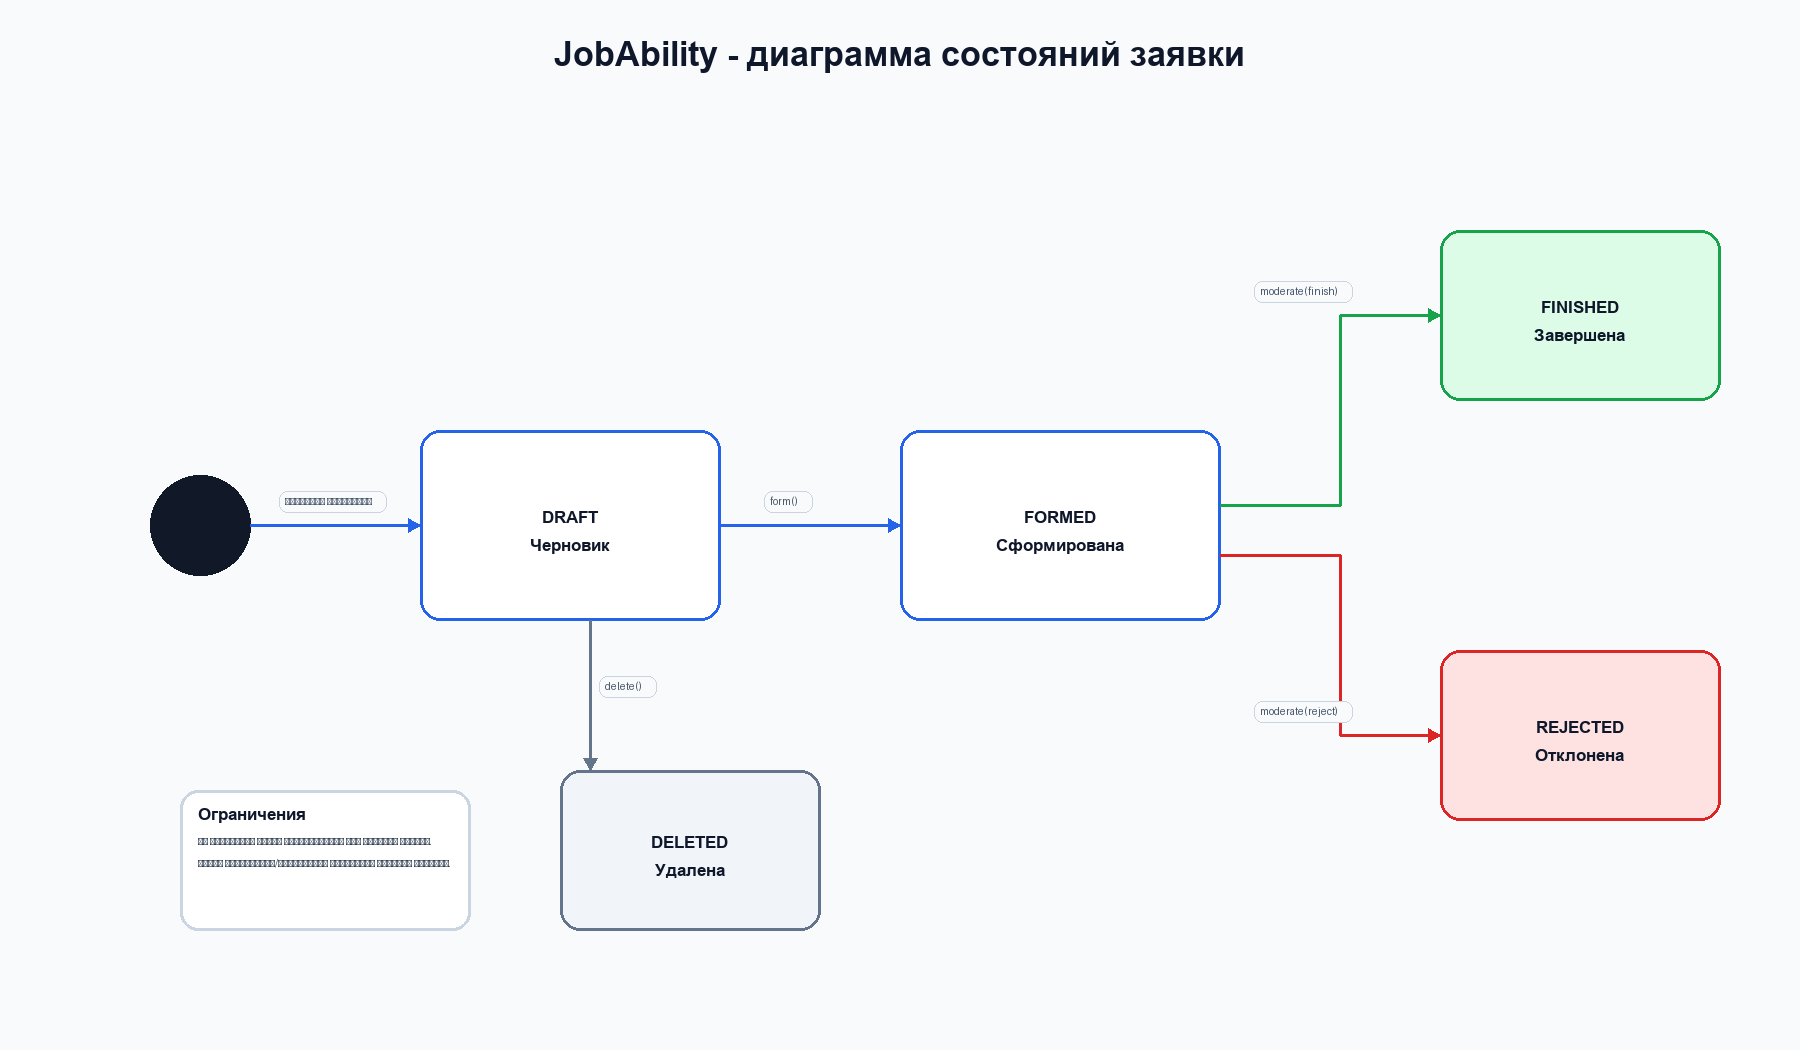 JobAbility - диаграмма состояний заявки
moderate(finish)
FINISHED
Завершена
form()
DRAFT
Черновик
FORMED
Сформирована
delete()
moderate(reject)
REJECTED
Отклонена
Ограничения
DELETED
Удалена